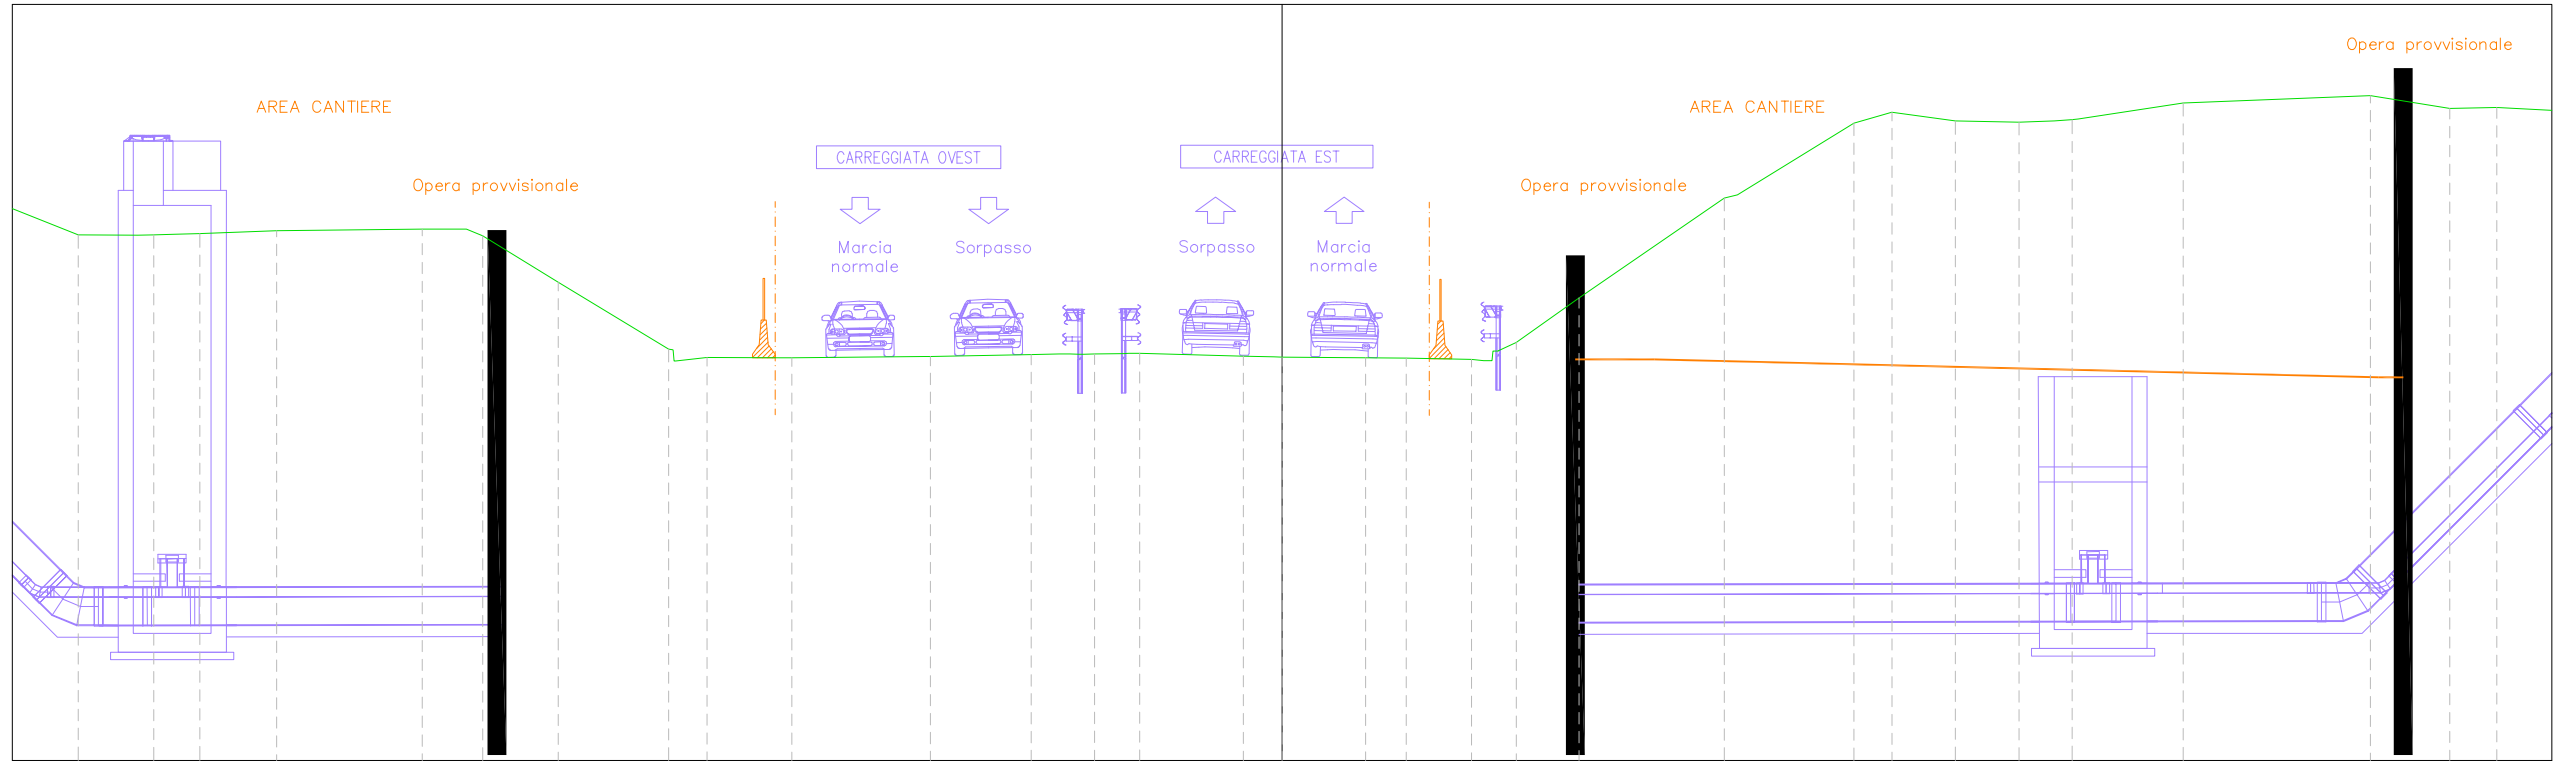 Opera provvisionale
AREA CANTIERE
AREA CANTIERE
CARREGGIATA OVEST
CARREGGIATA EST
Opera provvisionale
Opera provvisionale
Marcia
normale
Sorpasso
Sorpasso
Marcia
normale